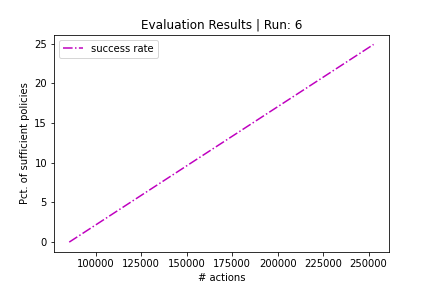 Evaluation Results | Run: 6
success rate
Pct. of sufficient policies
25
20
15
10
5
0
100000 125000 150000 175000 200000 225000 250000
# actions